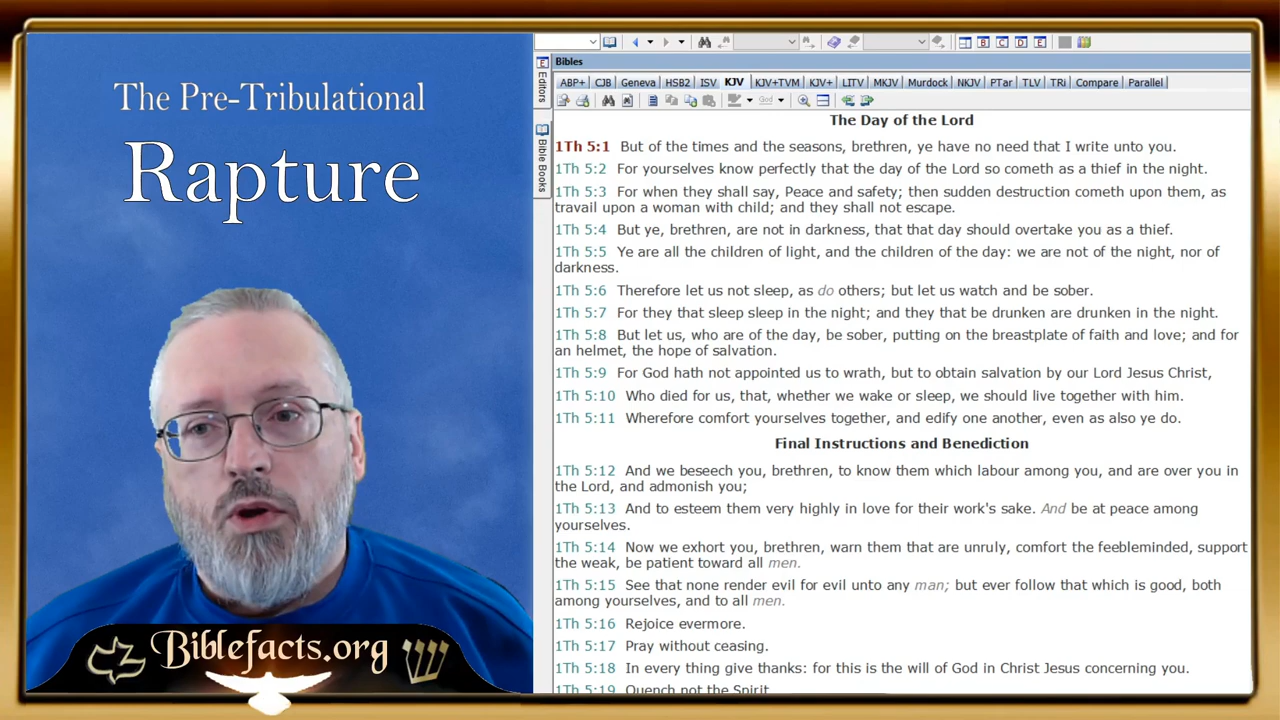 The Pre-Tribulational
Rapture
Biblefacts.org
ש
Editors
Bible Books
B C D E
Bibles
ABP+ CJB Geneva HSB2 ISV KJV KJV+TVM KJV+ LITV MKJV Murdock NKJV PTar TLV TRi Compare Parallel
God
The Day of the Lord
1Th 5:1 But of the times and the seasons, brethren, ye have no need that I write unto you.
1Th 5:2 For yourselves know perfectly that the day of the Lord so cometh as a thief in the night.
1Th 5:3 For when they shall say, Peace and safety; then sudden destruction cometh upon them, as
travail upon a woman with child; and they shall not escape.
1Th 5:4 But ye, brethren, are not in darkness, that that day should overtake you as a thief.
1Th 5:5 Ye are all the children of light, and the children of the day: we are not of the night, nor of
darkness.
1Th 5:6 Therefore let us not sleep, as do others; but let us watch and be sober.
1Th 5:7 For they that sleep sleep in the night; and they that be drunken are drunken in the night.
1Th 5:8 But let us, who are of the day, be sober, putting on the breastplate of faith and love; and for
an helmet, the hope of salvation.
1Th 5:9 For God hath not appointed us to wrath, but to obtain salvation by our Lord Jesus Christ,
1Th 5:10 Who died for us, that, whether we wake or sleep, we should live together with him.
1Th 5:11 Wherefore comfort yourselves together, and edify one another, even as also ye do.
Final Instructions and Benediction
1Th 5:12 And we beseech you, brethren, to know them which labour among you, and are over you in
the Lord, and admonish you;
1Th 5:13 And to esteem them very highly in love for their work's sake. And be at peace among
yourselves.
1Th 5:14 Now we exhort you, brethren, warn them that are unruly, comfort the feebleminded, support
the weak, be patient toward all men.
1Th 5:15 See that none render evil for evil unto any man; but ever follow that which is good, both
among yourselves, and to all men.
1Th 5:16 Rejoice evermore.
1Th 5:17 Pray without ceasing.
1Th 5:18 In every thing give thanks: for this is the will of God in Christ Jesus concerning you.
1Th 5:19 Quench not the Spirit